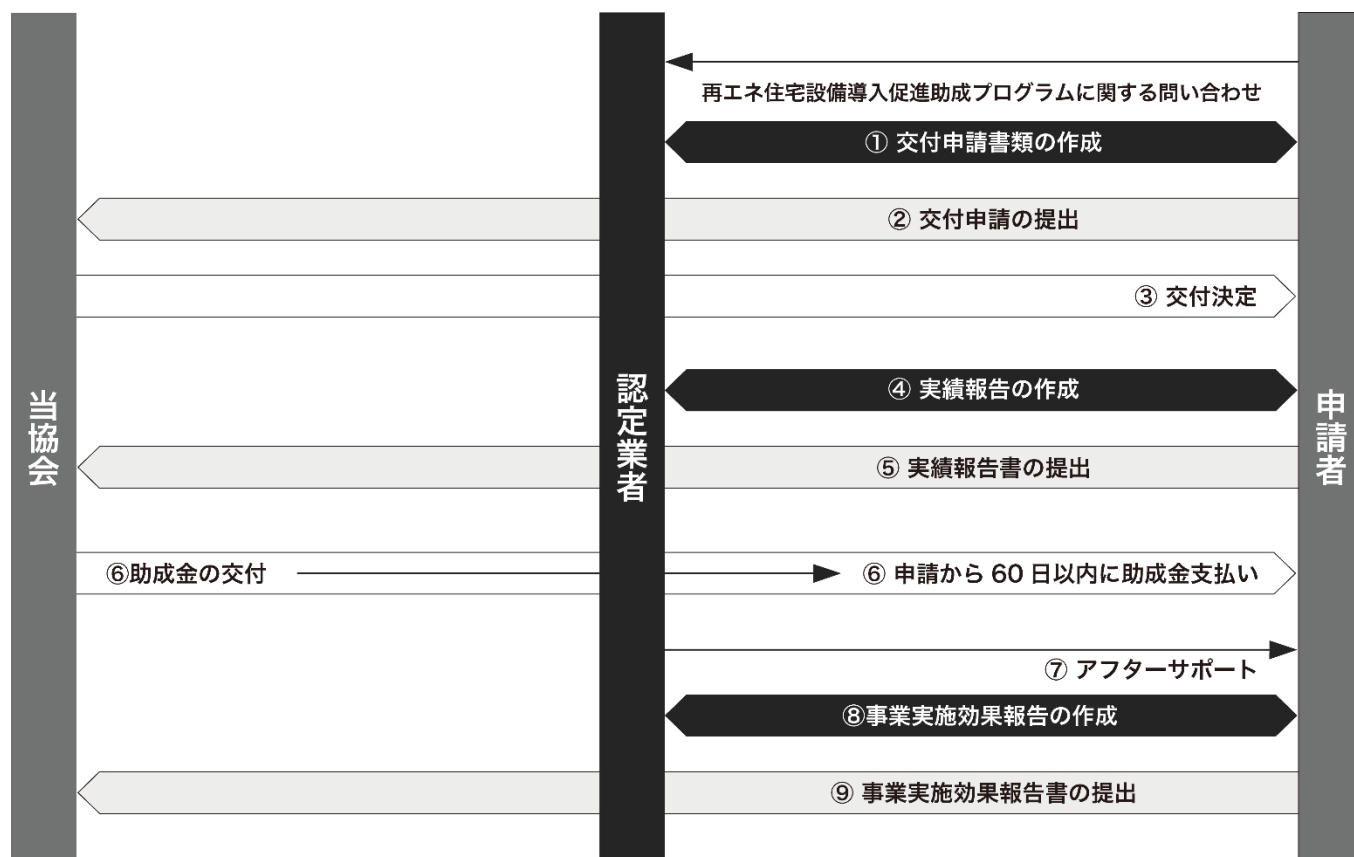 再エネ住宅設備導入促進助成プログラムに関する問い合わせ
① 交付申請書類の作成
② 交付申請の提出
③ 交付決定
④ 実績報告の作成
当協会
認定業者
申請者
⑤ 実績報告書の提出
⑥助成金の交付
⑥ 申請から 60 日以内に助成金支払い
⑦ アフターサポート
⑧事業実施効果報告の作成
⑨ 事業実施効果報告書の提出